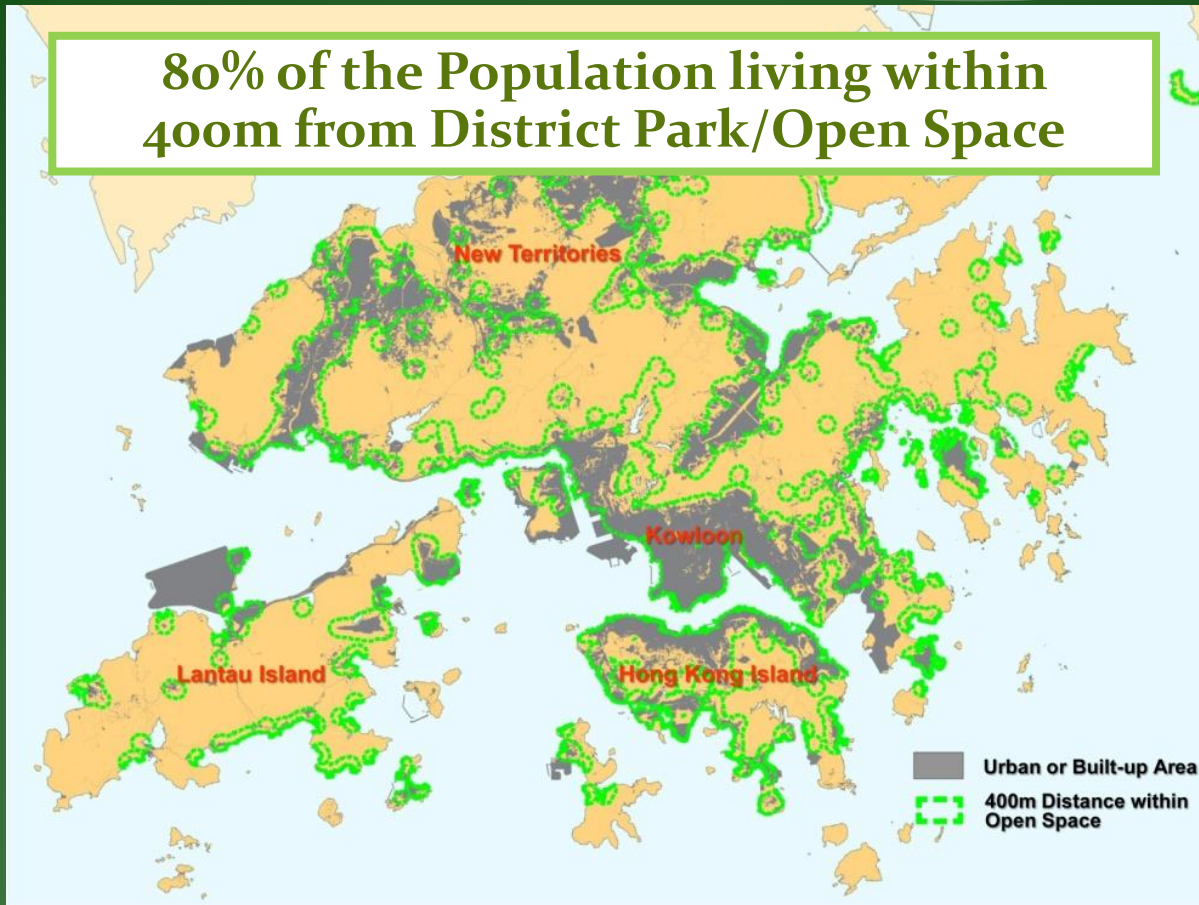 80% of the Population living within
400m from District Park/Open Space
New Territories
Kowloon
Lantau Island
Hong Kong Island
Urban or Built-up Area
400m Distance within
Open Space